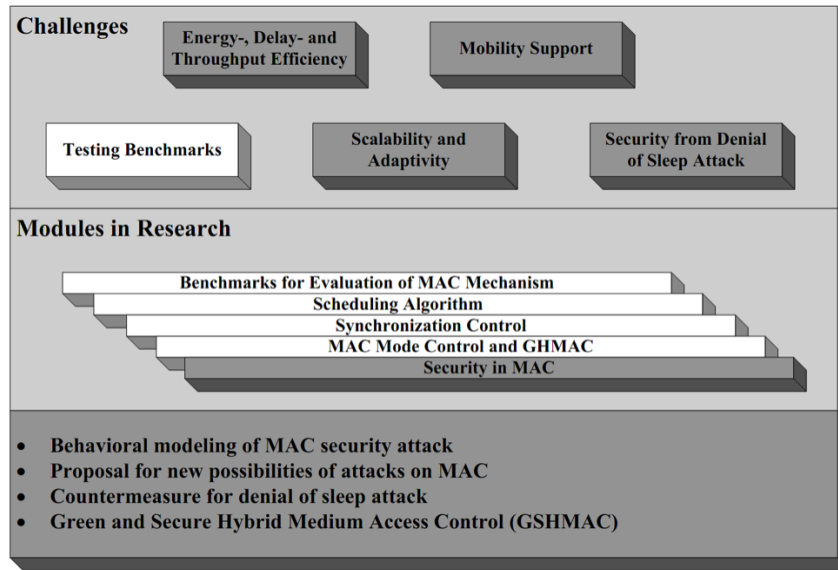 Challenges
Energy-, Delay- and
Throughput Efficiency
Mobility Support
Testing Benchmarks
Scalability and
Adaptivity
Security from Denial
of Sleep Attack
Modules in Research
Benchmarks for Evaluation of MAC Mechanism
Scheduling Algorithm
Synchronization Control
MAC Mode Control and GHMAC
Security in MAC
• Behavioral modeling of MAC security attack
• Proposal for new possibilities of attacks on MAC
• Countermeasure for denial of sleep attack
• Green and Secure Hybrid Medium Access Control (GSHMAC)